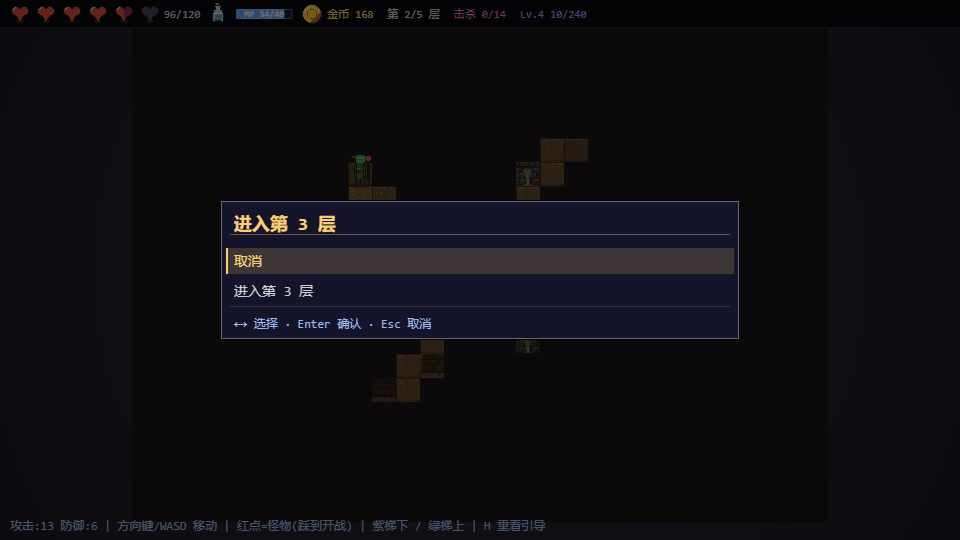 96/120 MP 34/40 金币 168 第 2/5 层 击杀 0/14 Lv.4 10/240
进入第 3 层
取消
进入第 3 层
↔ 选择 · Enter 确认 · Esc 取消
攻击:13 防御:6 | 方向键/WASD 移动 | 红点=怪物(踩到开战) | 紫梯下 / 绿梯上 | H 重看引导